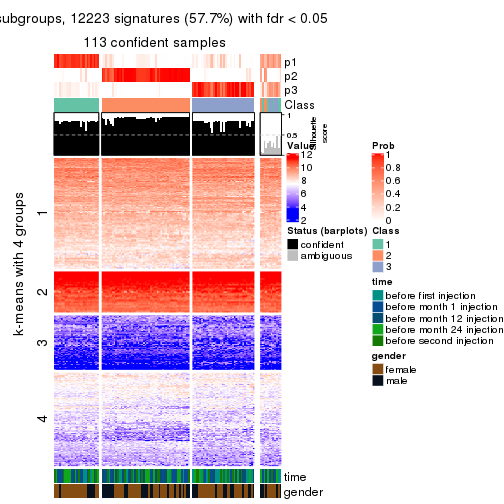 subgroups, 12223 signatures (57.7%) with fdr < 0.05
113 confident samples
p1
p2
p3
Class
1
0.5
Silhouette
score
k-means with 4 groups
1
2
3
4
time
gender
12
10
8
6
4
2
Status (barplots)
confident
ambiguous
Prob
1
0.8
0.6
0.4
0.2
0
Class
1
2
3
time
before first injection
before month 1 injection
before month 12 injection
before month 24 injection
before second injection
gender
female
male